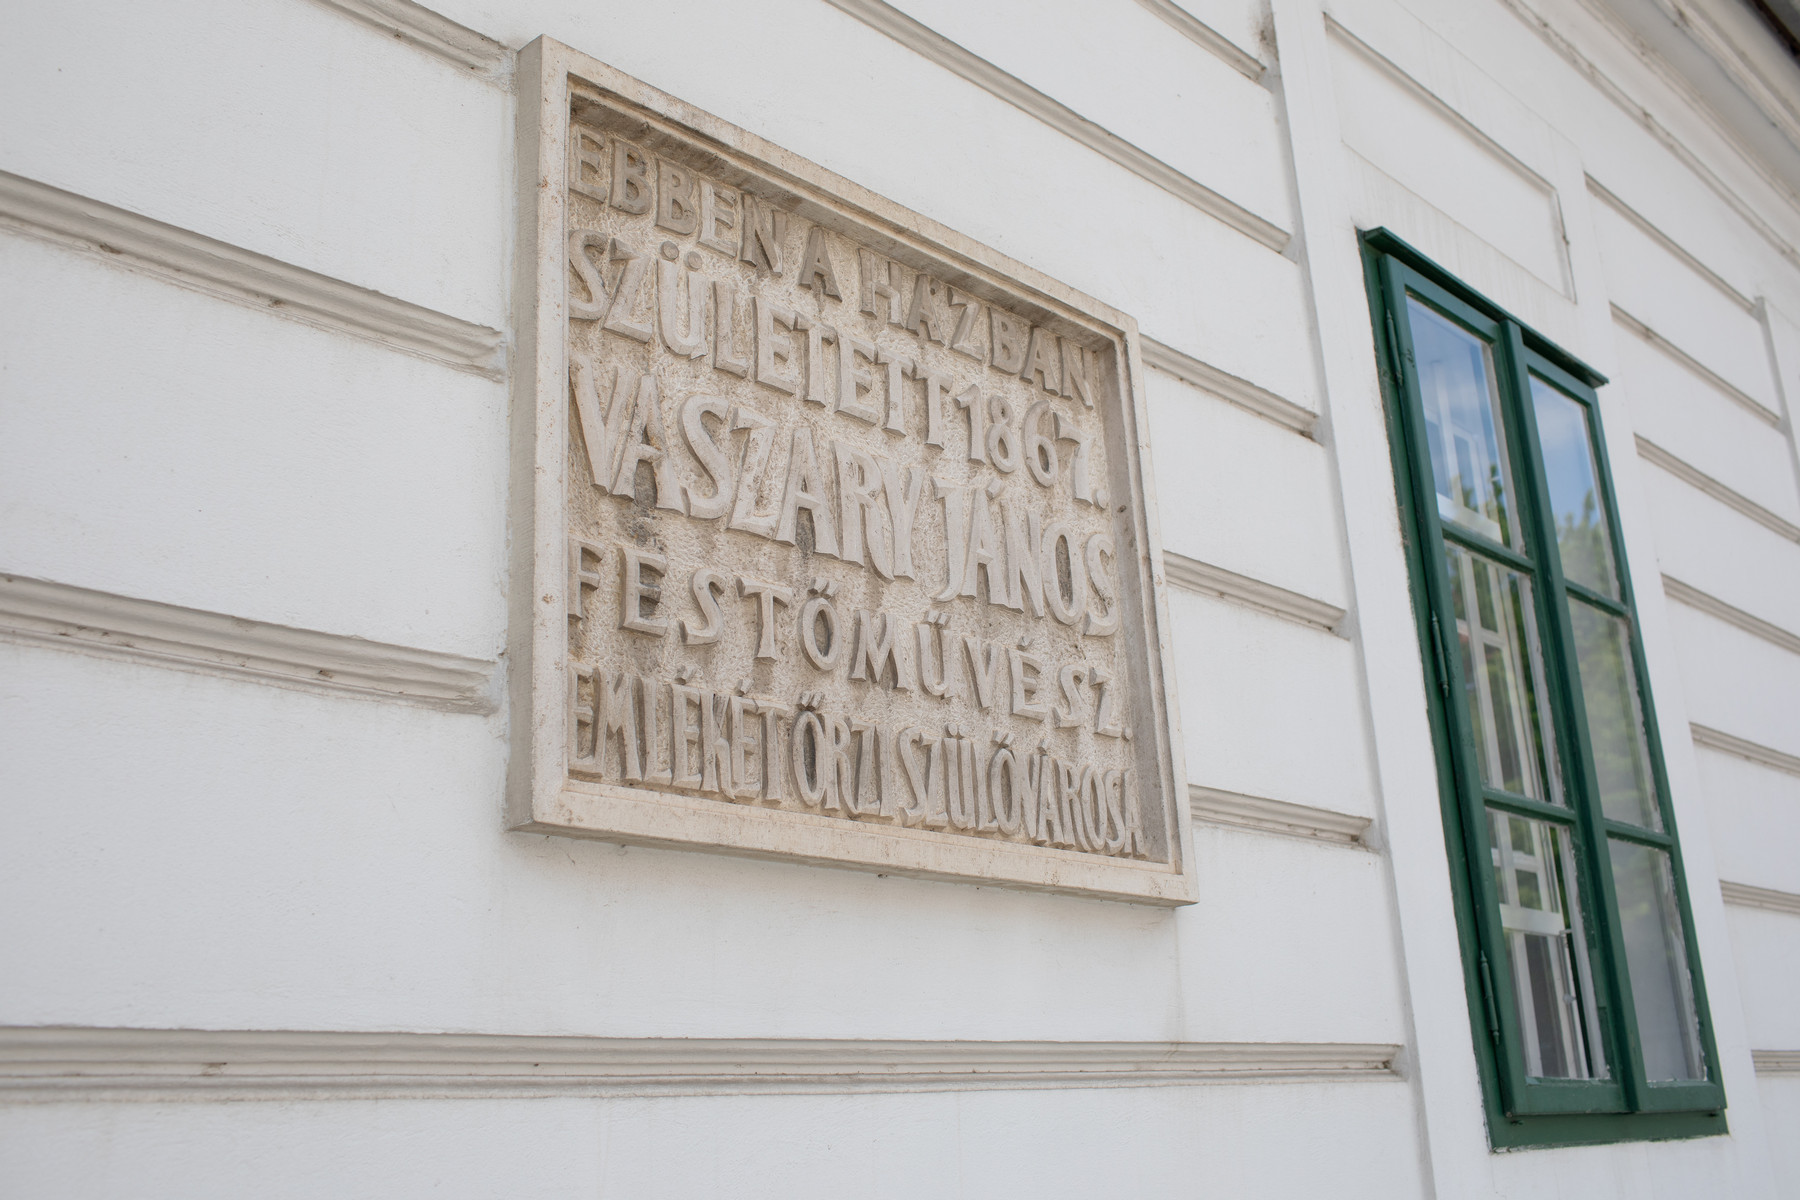 EBBEN A HÁZBAN
SZÜLETETT 1867.
VASZARY JÁNOS
FESTŐMŰVÉSZ.
EMLÉKÉT ŐRZI SZÜLŐVÁROSA